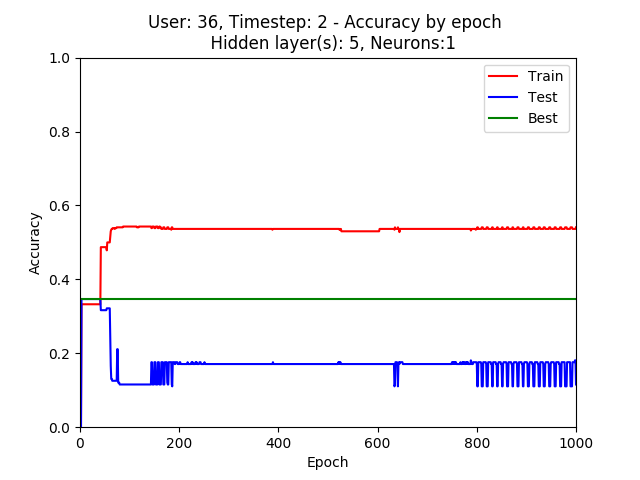 User: 36, Timestep: 2 - Accuracy by epoch
Hidden layer(s): 5, Neurons:1
1.0
0.8
0.6
0.4
0.2
0.0
Accuracy
Train
Test
Best
0
200
400
600
800
1000
Epoch